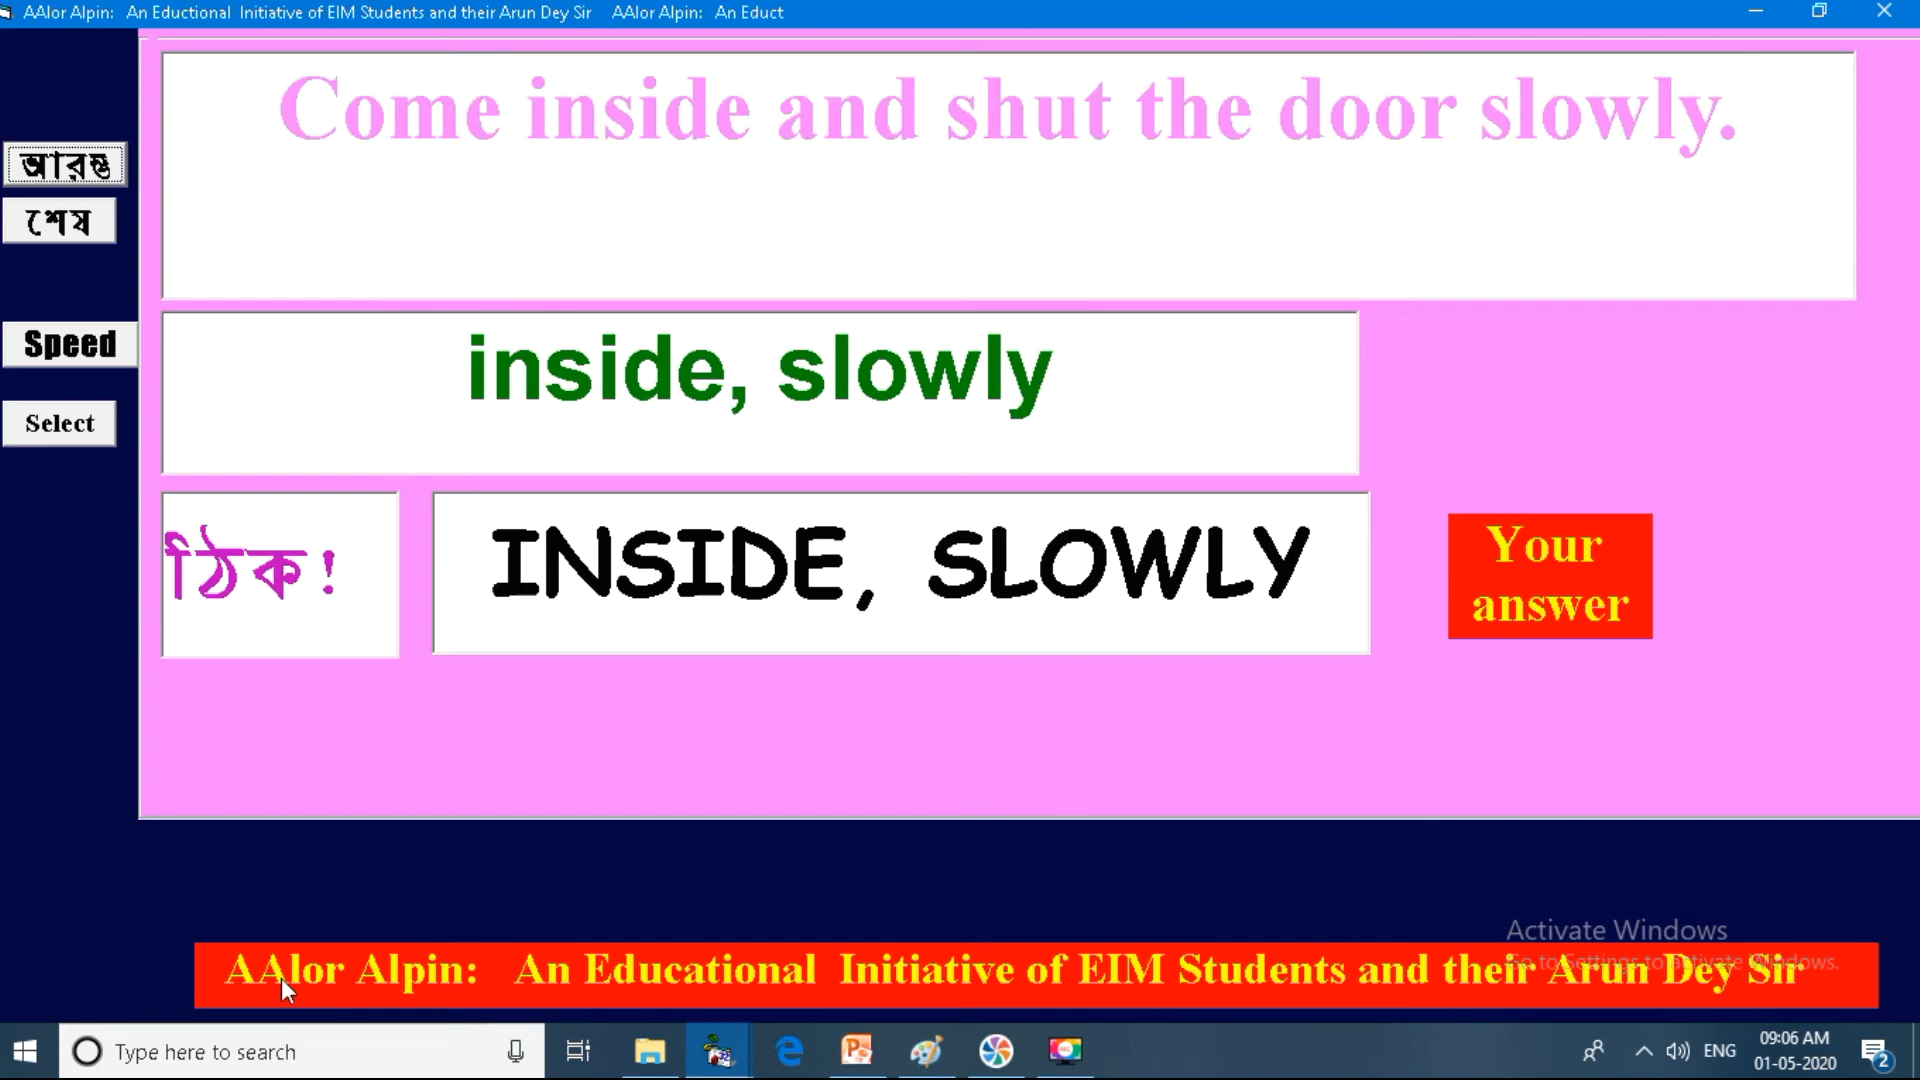 AAlor Alpin: An Eductional Initiative of EIM Students and their Arun Dey Sir AAlor Alpin: An Educt
Come inside and shut the door slowly.
আরম্ভ
শেষ
Speed
inside, slowly
Select
ঠিক!
INSIDE, SLOWLY
Your
answer
Activate Windows
Go to Settings to activate Windows.
AAlor Alpin: An Educational Initiative of EIM Students and their Arun Dey Sir
Type here to search
ENG
09:06 AM
01-05-2020
2